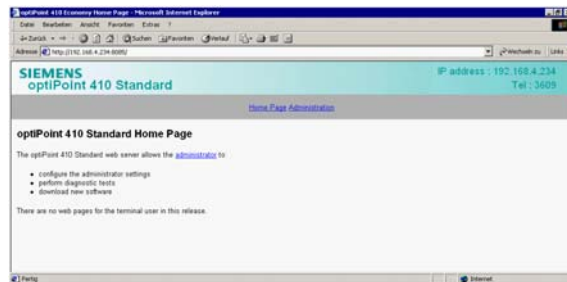 optiPoint 410 Economy Home Page - Microsoft Internet Explorer
Datei Bearbeiten Ansicht Favoriten Extras ?
Zurück Suchen Favoriten Verlauf
Adresse http://192.168.4.234:8085/ Wechseln zu Links
SIEMENS
optiPoint 410 Standard
IP address : 192.168.4.234
Tel : 3609
Home Page Administration
optiPoint 410 Standard Home Page
The optiPoint 410 Standard web server allows the administrator to
configure the administrator settings
perform diagnostic tests
download new software
There are no web pages for the terminal user in this release.
Fertig Internet